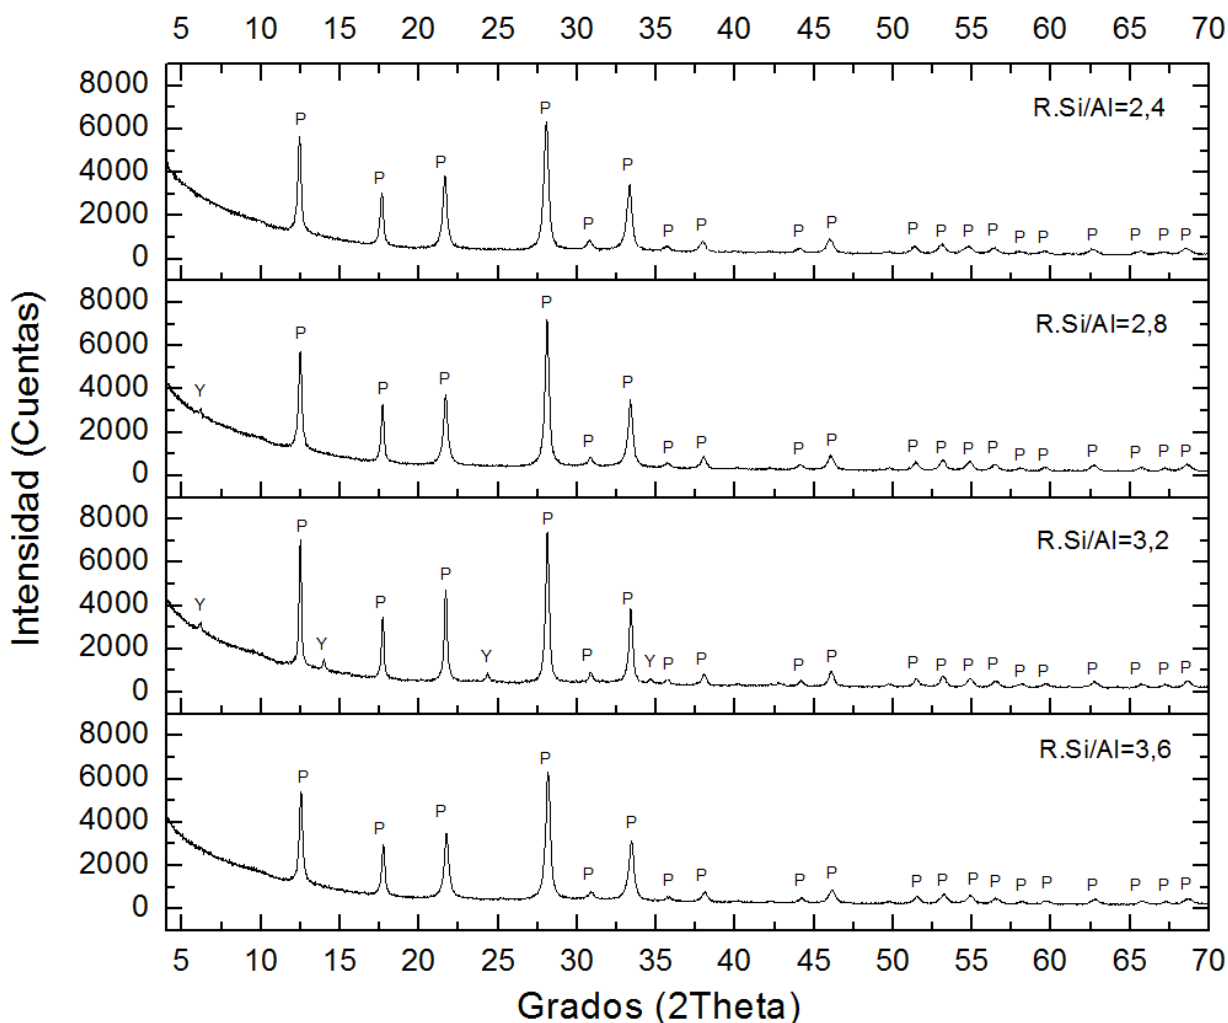 5 10 15 20 25 30 35 40 45 50 55 60 65 70
R.Si/Al=2,4
8000
6000
4000
2000
0
P P P P P P P P P P P P P P P P P P P P
R.Si/Al=2,8
8000
6000
4000
2000
0
Y P P P P P P P P P P P P P P P P P P P P
R.Si/Al=3,2
8000
6000
4000
2000
0
Y P Y P P Y P P P Y P P P P P P P P P P P P P P
R.Si/Al=3,6
8000
6000
4000
2000
0
P P P P P P P P P P P P P P P P P P P P
Intensidad (Cuentas)
5 10 15 20 25 30 35 40 45 50 55 60 65 70
Grados (2Theta)